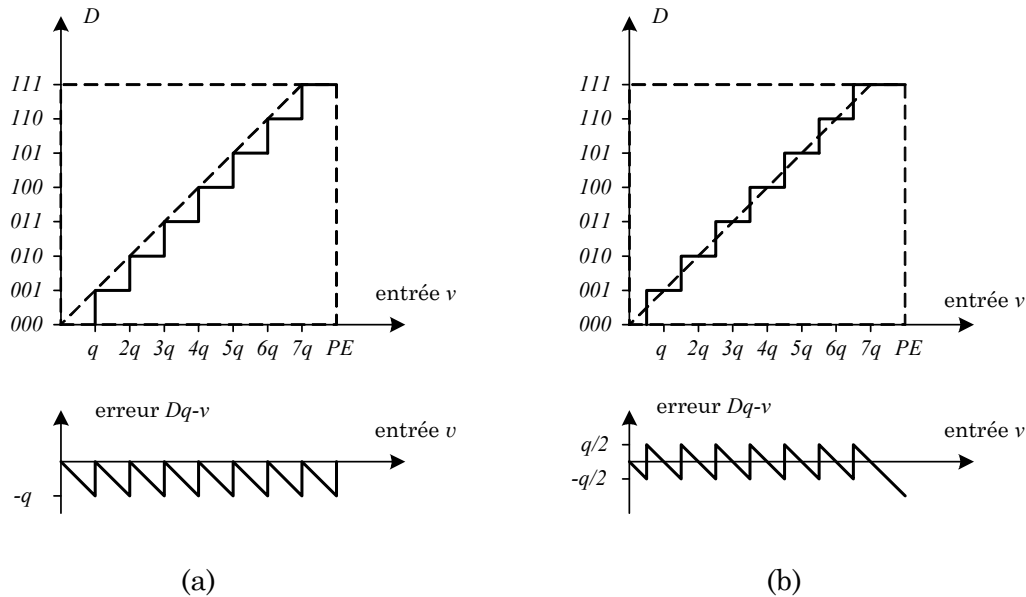 D
111
110
101
100
011
010
001
000
entrée v
q 2q 3q 4q 5q 6q 7q PE
erreur Dq-v
entrée v
-q
(a)
D
111
110
101
100
011
010
001
000
entrée v
q 2q 3q 4q 5q 6q 7q PE
erreur Dq-v
entrée v
q/2
-q/2
(b)